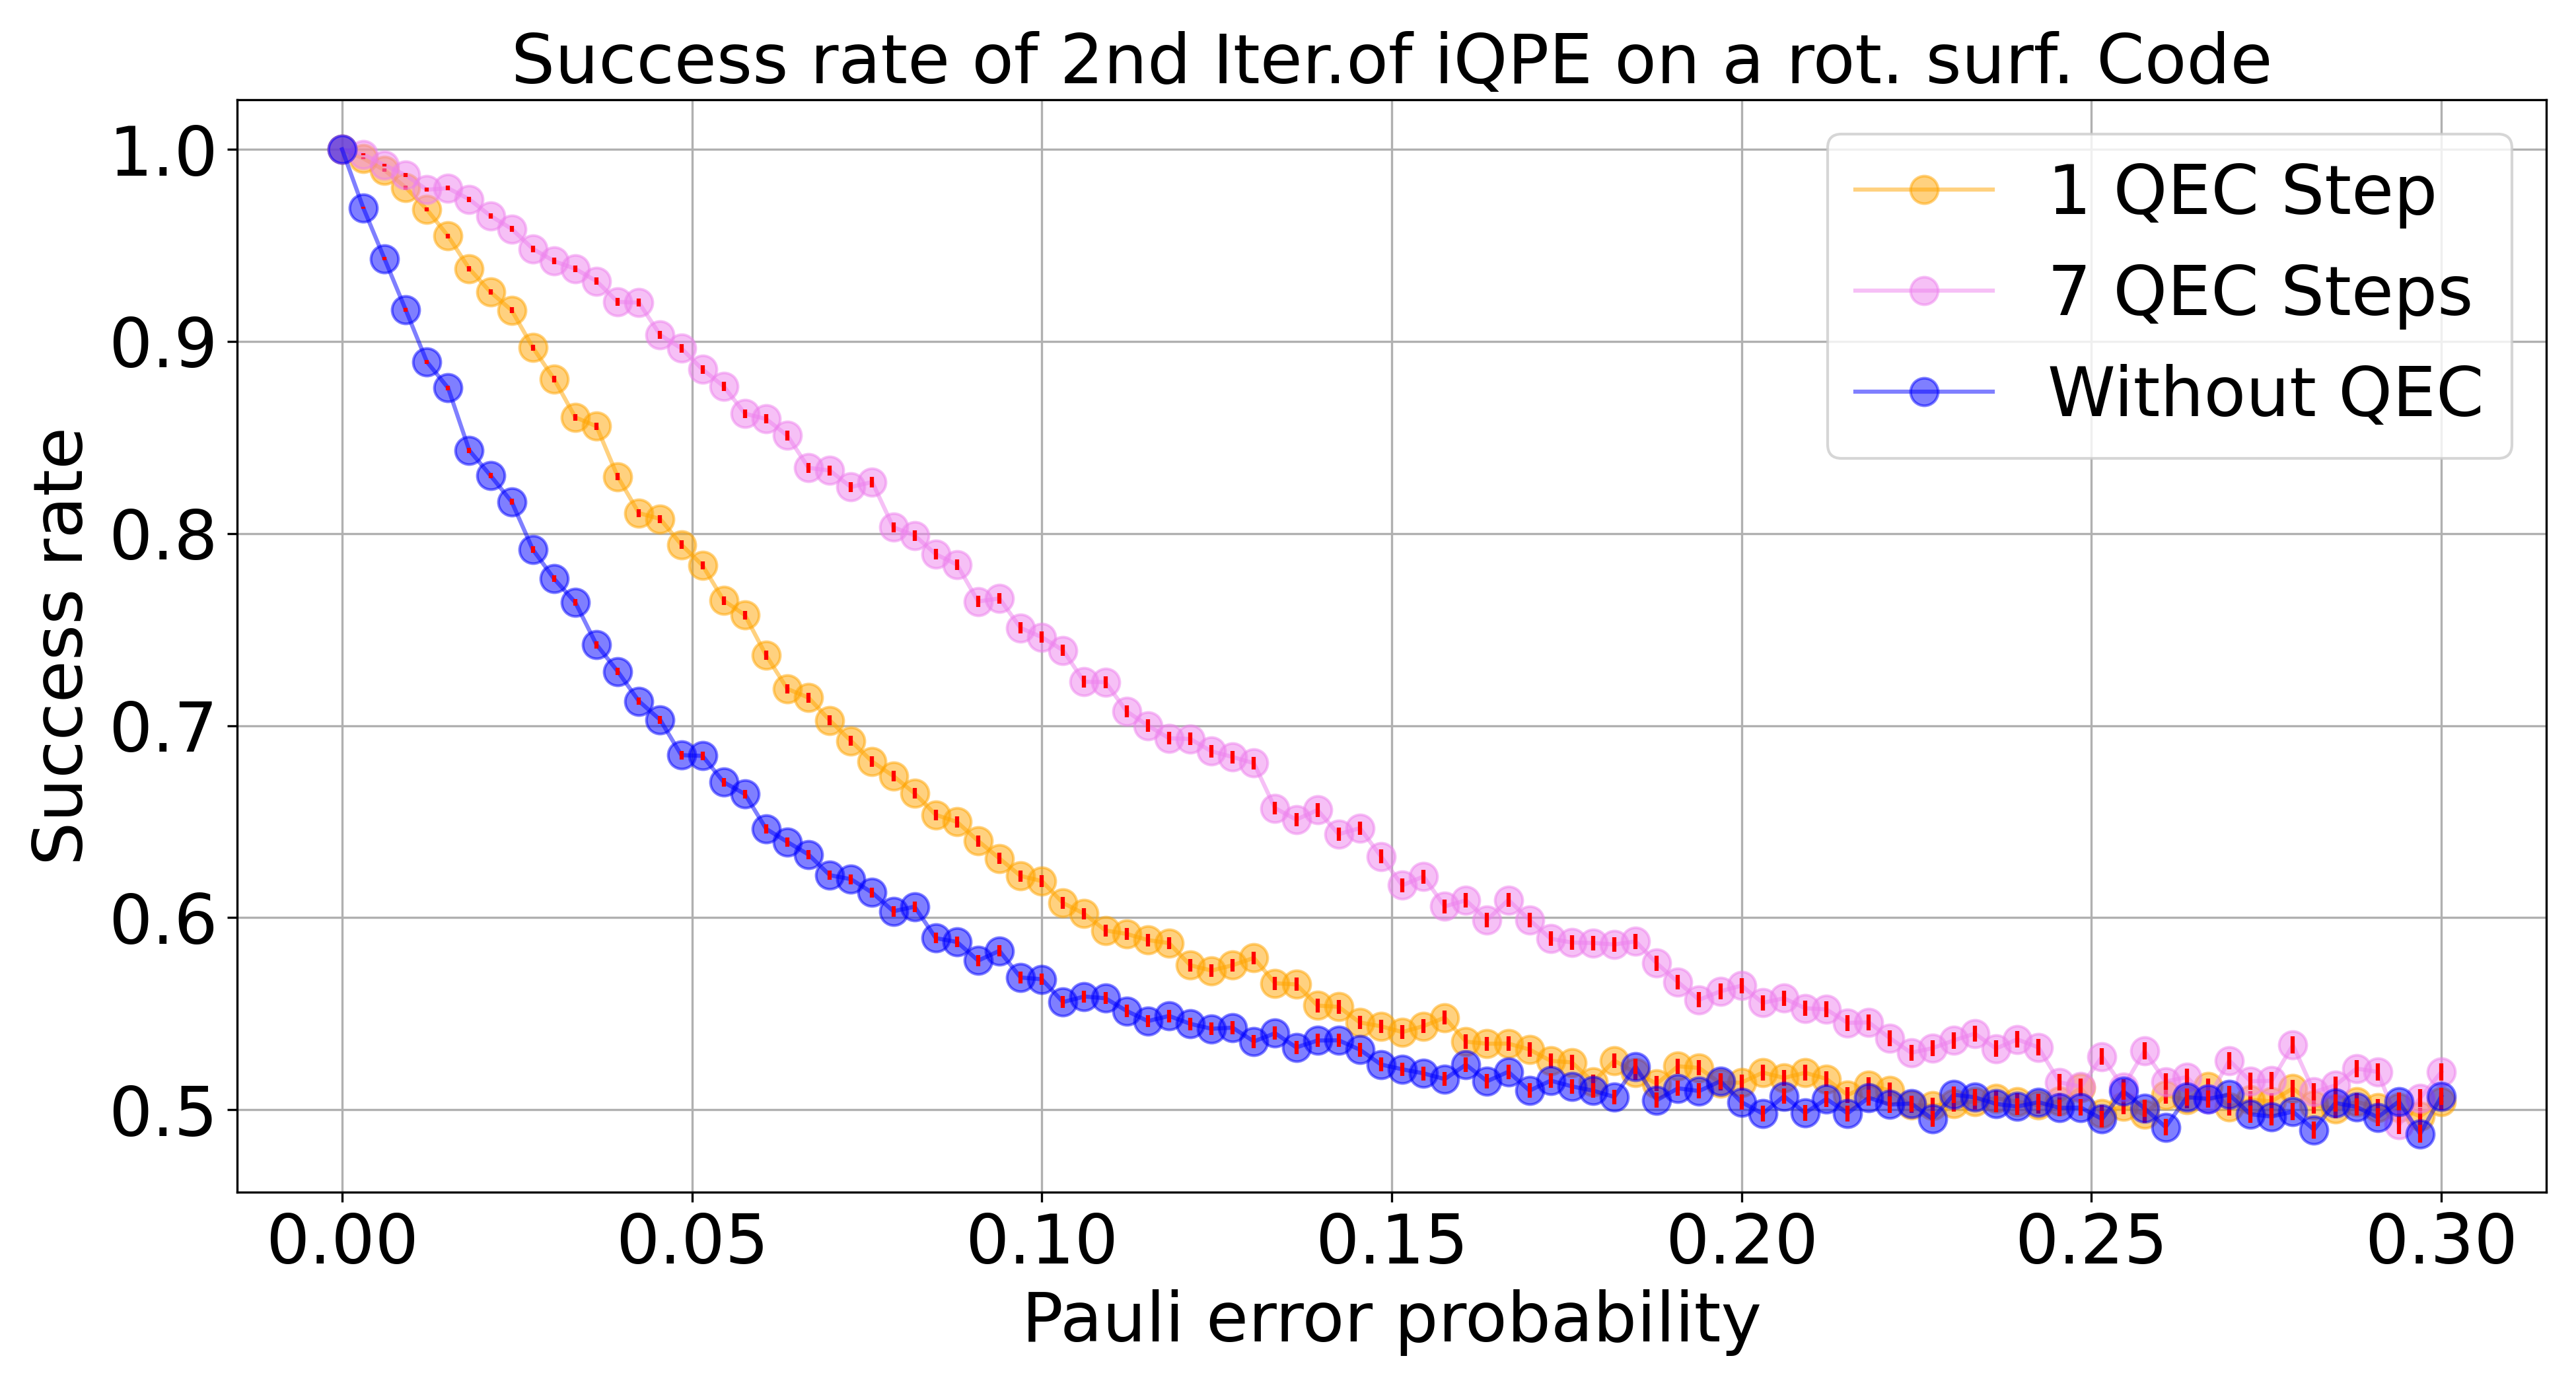 Success rate of 2nd Iter.of iQPE on a rot. surf. Code
1 QEC Step
7 QEC Steps
Without QEC
Success rate
1.0
0.9
0.8
0.7
0.6
0.5
0.00 0.05 0.10 0.15 0.20 0.25 0.30
Pauli error probability